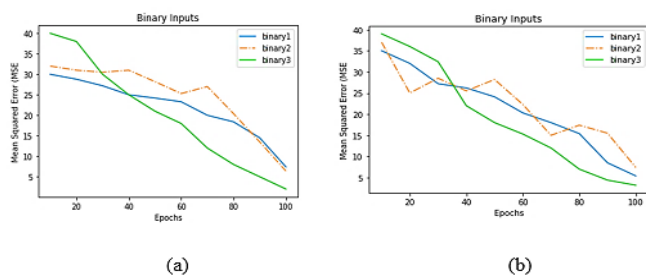 Binary Inputs
40
35
30
25
20
15
10
5
Mean Squared Error (MSE
binary1
binary2
binary3
20
40
60
80
100
Epochs
(a)
Binary Inputs
40
35
30
25
20
15
10
5
Mean Squared Error (MSE
binary1
binary2
binary3
20
40
60
80
100
Epochs
(b)